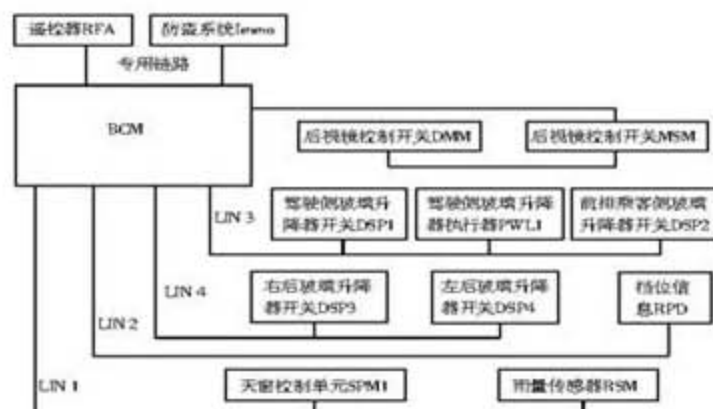 遥控器RFA
防盗系统Immo
专用链路
BCM
后视镜控制开关DMM
后视镜控制开关MSM
驾驶侧玻璃升
降器开关DSP1
驾驶侧玻璃升降
器执行器PWL1
前排乘客侧玻璃
升降器开关DSP2
LIN 3
右后玻璃升降
器开关DSP3
左后玻璃升降
器开关DSP4
档位信
息RPD
LIN 4
LIN 2
LIN 1
天窗控制单元SPM1
雨量传感器RSM